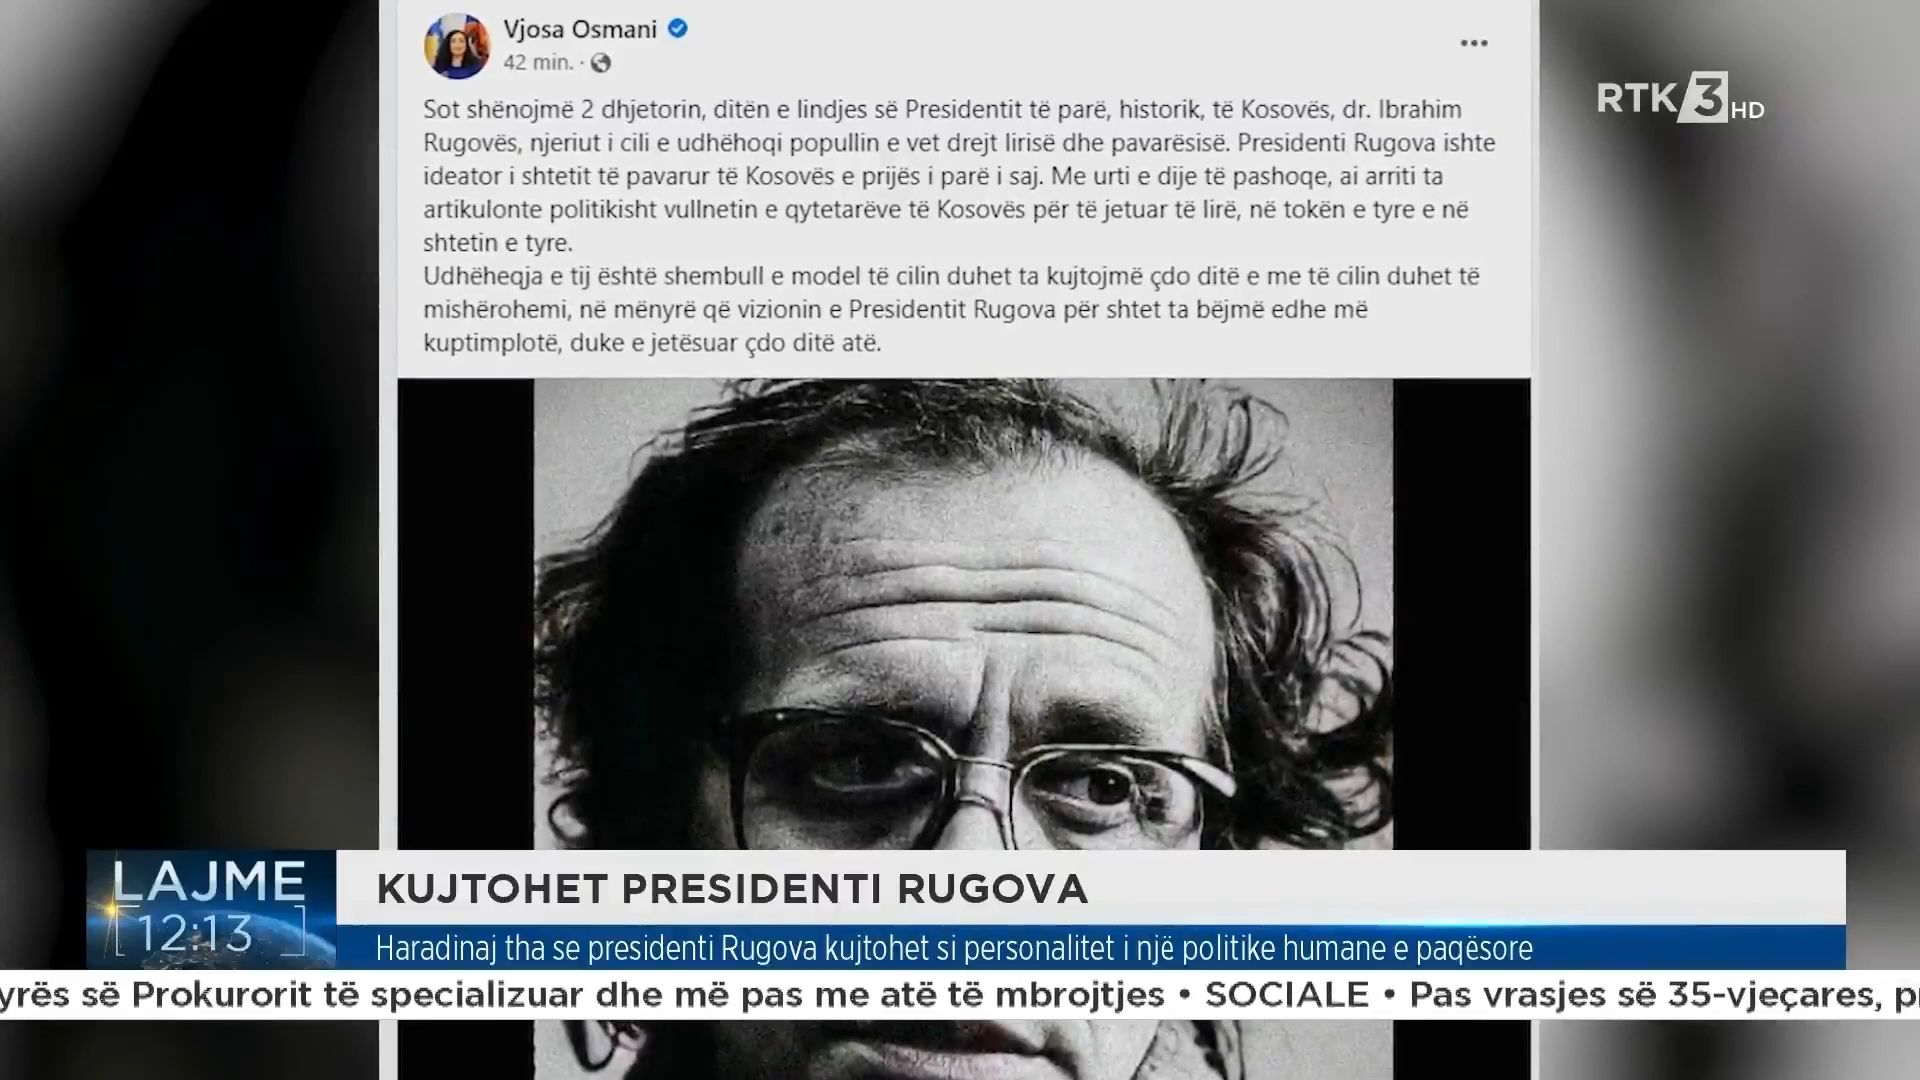 Vjosa Osmani
42 min. ·
Sot shënojmë 2 dhjetorin, ditën e lindjes së Presidentit të parë, historik, të Kosovës, dr. Ibrahim
Rugovës, njeriut i cili e udhëhoqi popullin e vet drejt lirisë dhe pavarësisë. Presidenti Rugova ishte
ideator i shtetit të pavarur të Kosovës e prijës i parë i saj. Me urti e dije të pashoqe, ai arriti ta
artikulonte politikisht vullnetin e qytetarëve të Kosovës për të jetuar të lirë, në tokën e tyre e në
shtetin e tyre.
Udhëheqja e tij është shembull e model të cilin duhet ta kujtojmë çdo ditë e me të cilin duhet të
mishërohemi, në mënyrë që vizionin e Presidentit Rugova për shtet ta bëjmë edhe më
kuptimplotë, duke e jetësuar çdo ditë atë.
RTK 3 HD
LAJME
12:13
KUJTOHET PRESIDENTI RUGOVA
Haradinaj tha se presidenti Rugova kujtohet si personalitet i një politike humane e paqësore
yrës së Prokurorit të specializuar dhe më pas me atë të mbrojtjes • SOCIALE • Pas vrasjes së 35-vjeçares,